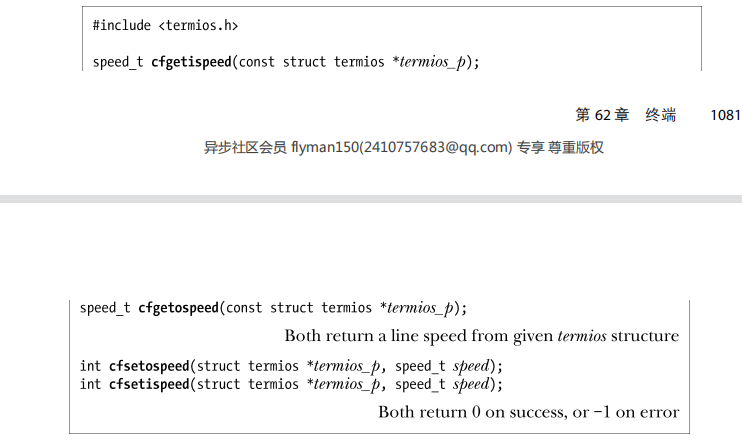 #include <termios.h>
speed_t cfgetispeed(const struct termios *termios_p);
第 62 章 终端 1081
异步社区会员 flyman150(2410757683@qq.com) 专享 尊重版权
speed_t cfgetospeed(const struct termios *termios_p);
Both return a line speed from given termios structure
int cfsetospeed(struct termios *termios_p, speed_t speed);
int cfsetispeed(struct termios *termios_p, speed_t speed);
Both return 0 on success, or −1 on error